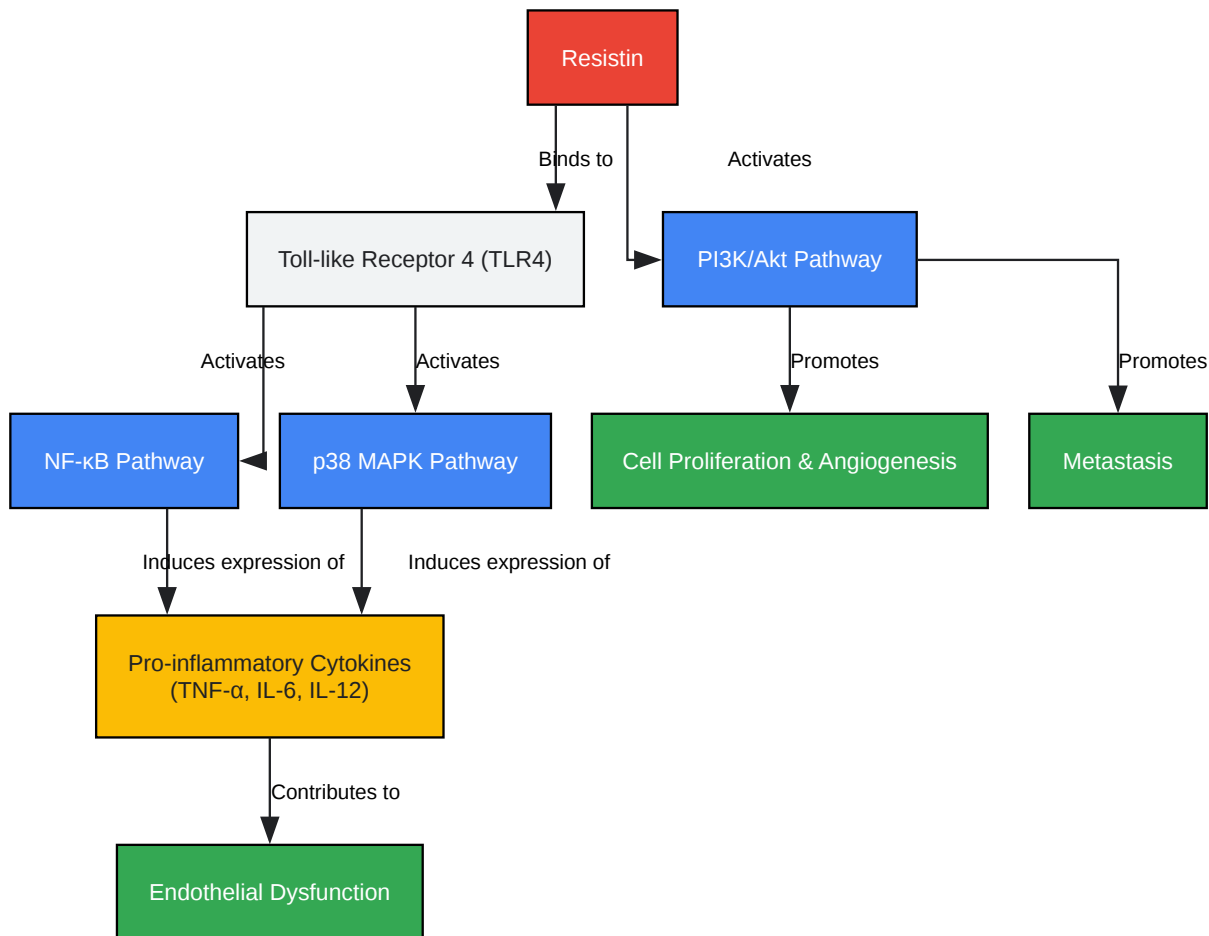 Resistin
Binds to
Activates
Toll-like Receptor 4 (TLR4)
PI3K/Akt Pathway
Activates
Activates
Promotes
Promotes
NF-κB Pathway
p38 MAPK Pathway
Cell Proliferation & Angiogenesis
Metastasis
Induces expression of
Induces expression of
Pro-inflammatory Cytokines
(TNF-α, IL-6, IL-12)
Contributes to
Endothelial Dysfunction